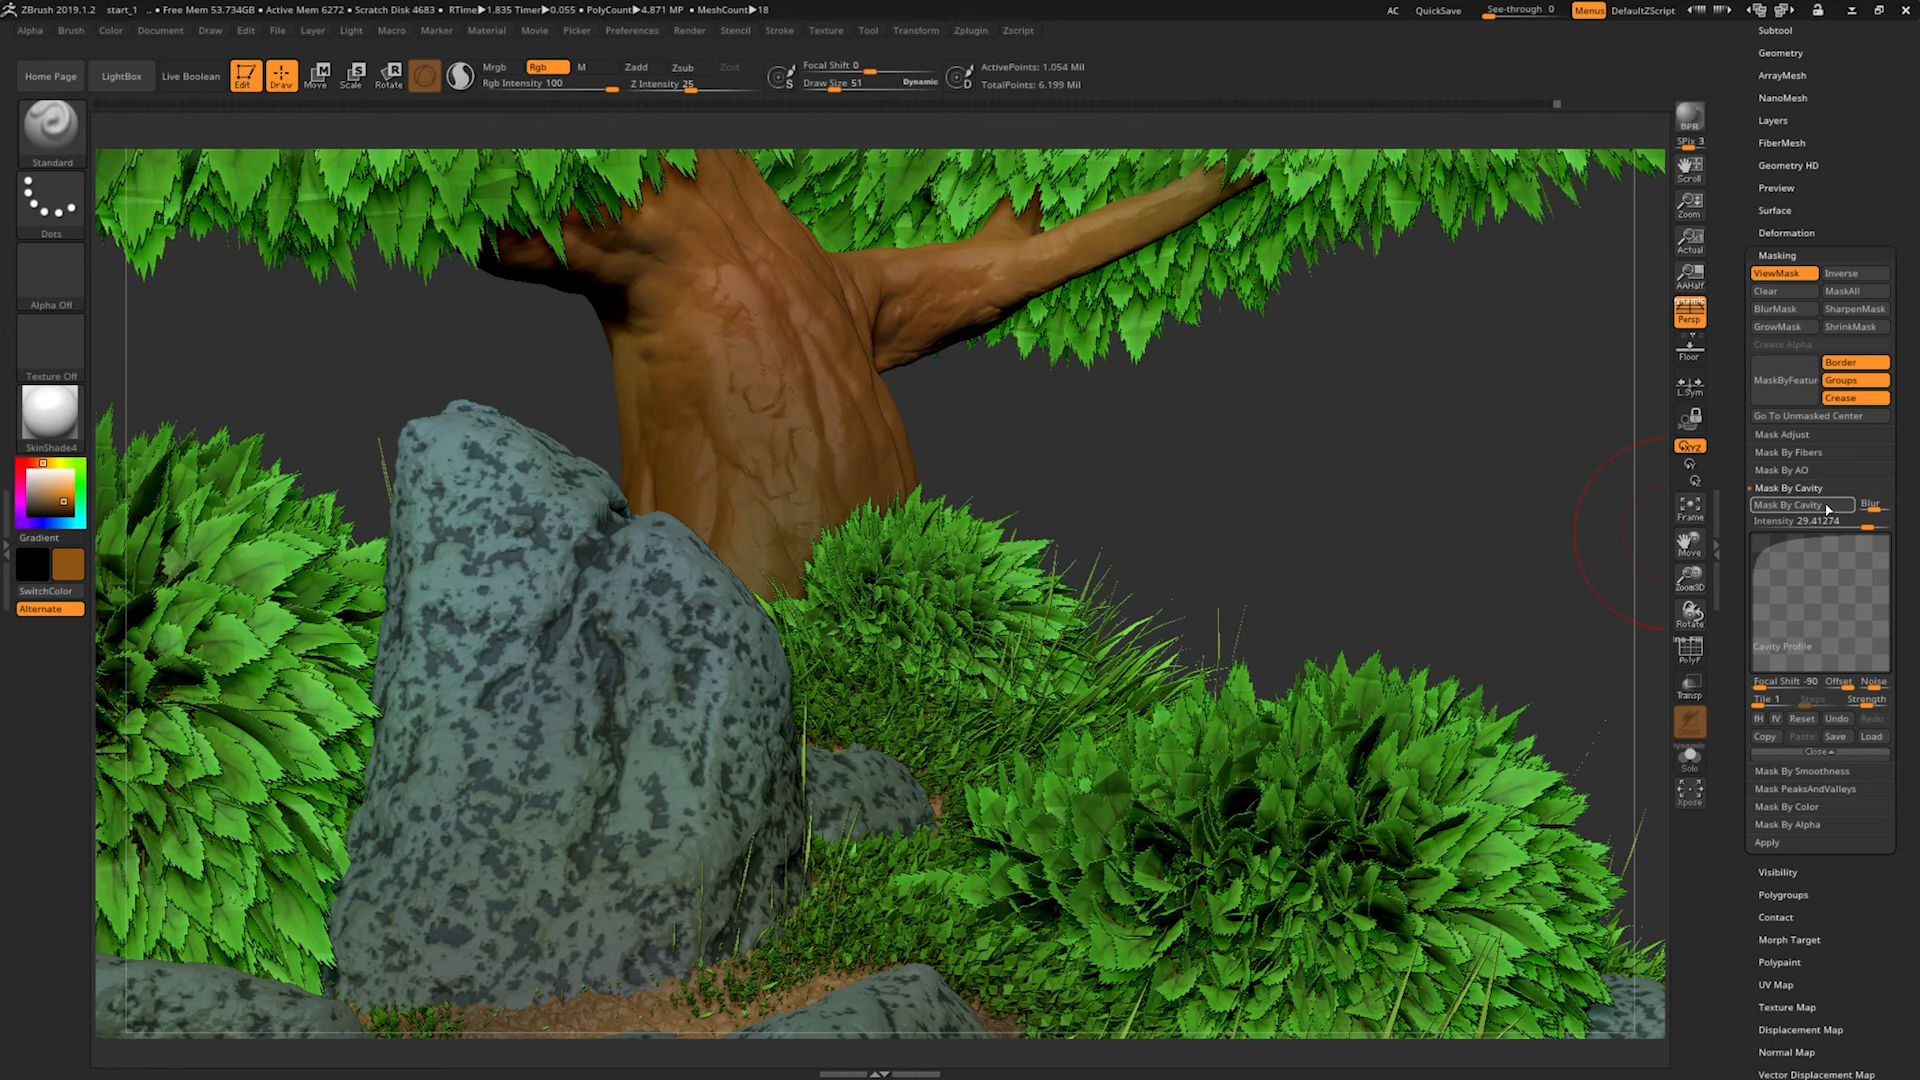 ZBrush 2019.1.2 start_1 .. • Free Mem 53.734GB • Active Mem 6272 • Scratch Disk 4683 • RTime▶1.835 Timer▶0.055 • PolyCount▶4.871 MP • MeshCount▶18
AC QuickSave See-through 0 Menus DefaultZScript
Alpha Brush Color Document Draw Edit File Layer Light Macro Marker Material Movie Picker Preferences Render Stencil Stroke Texture Tool Transform Zplugin Zscript
Home Page LightBox Live Boolean Edit Draw Move Scale Rotate
Mrgb Rgb M Zadd Zsub Zcut
Rgb Intensity 100 Z Intensity 25
Focal Shift 0
Draw Size 51 Dynamic
S
D
ActivePoints: 1.054 Mil
TotalPoints: 6.199 Mil
Standard
Dots
Alpha Off
Texture Off
SkinShade4
Gradient
SwitchColor
Alternate
BPR
SPix 3
Scroll
Zoom
Actual
AAHalf
Persp
Floor
L.Sym
XYZ
Frame
Move
Zoom3D
Rotate
PolyF
Transp
Ghost
Solo
Xpose
Subtool
Geometry
ArrayMesh
NanoMesh
Layers
FiberMesh
Geometry HD
Preview
Surface
Deformation
Masking
ViewMask Inverse
Clear MaskAll
BlurMask SharpenMask
GrowMask ShrinkMask
Create Alpha
MaskByFeatur Border
Groups
Crease
Go To Unmasked Center
Mask Adjust
Mask By Fibers
Mask By AO
Mask By Cavity
Mask By Cavity Blur
Intensity 29.41274
Cavity Profile
Focal Shift -90 Offset Noise
Tile 1 Steps Strength
fH fV Reset Undo Redo
Copy Paste Save Load
Close
Mask By Smoothness
Mask PeaksAndValleys
Mask By Color
Mask By Alpha
Apply
Visibility
Polygroups
Contact
Morph Target
Polypaint
UV Map
Texture Map
Displacement Map
Normal Map
Vector Displacement Map